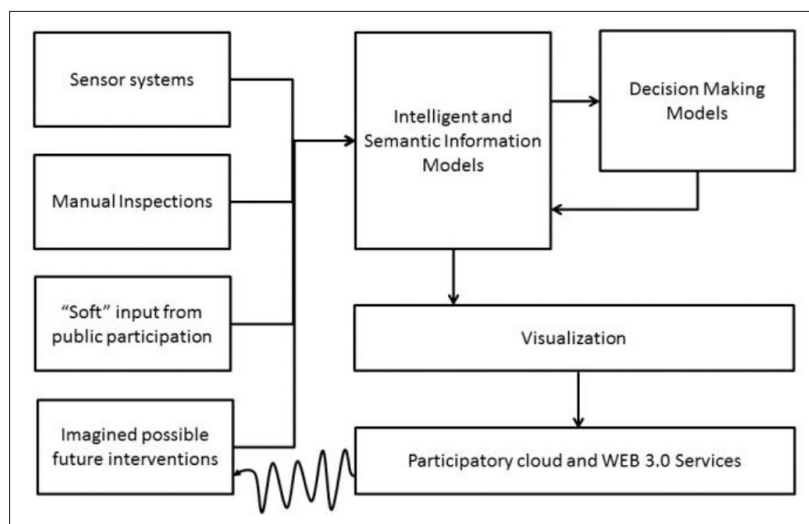 Sensor systems
Manual Inspections
“Soft” input from
public participation
Imagined possible
future interventions
Intelligent and
Semantic Information
Models
Decision Making
Models
Visualization
Participatory cloud and WEB 3.0 Services